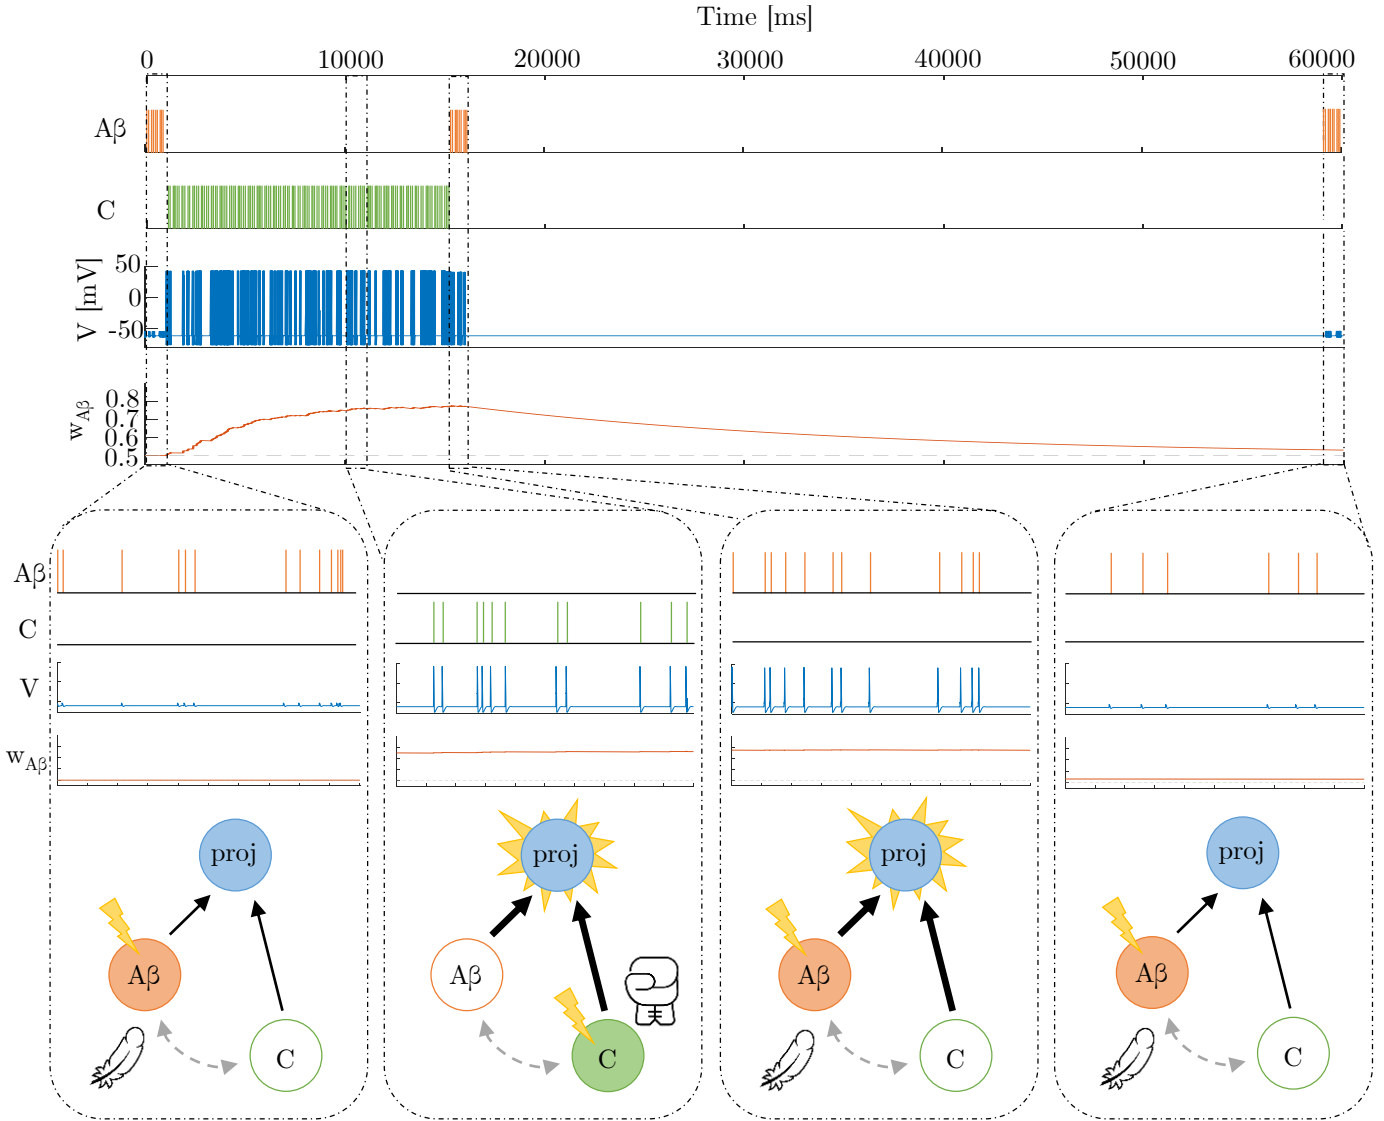 Time [ms]
0 10000 20000 30000 40000 50000 60000
Aβ
C
V [mV]
50
0
-50
wAβ
0.8
0.7
0.6
0.5
Aβ
C
V
wAβ
proj proj proj proj
Aβ Aβ Aβ Aβ
C C C C